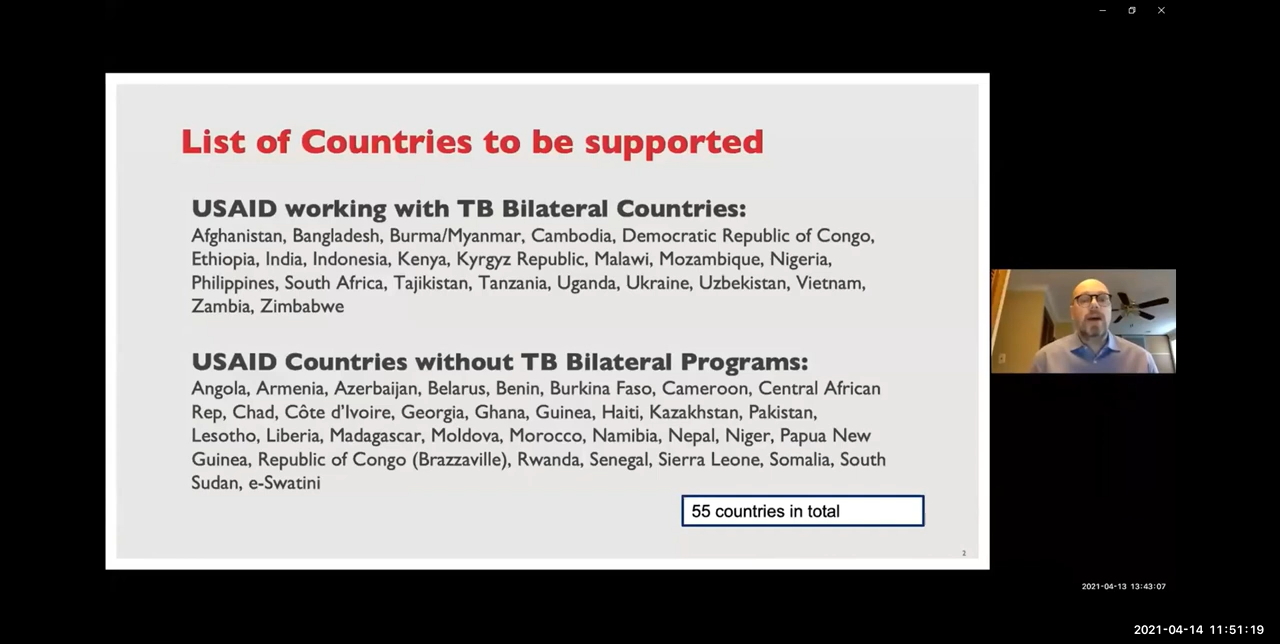 List of Countries to be supported
USAID working with TB Bilateral Countries:
Afghanistan, Bangladesh, Burma/Myanmar, Cambodia, Democratic Republic of Congo,
Ethiopia, India, Indonesia, Kenya, Kyrgyz Republic, Malawi, Mozambique, Nigeria,
Philippines, South Africa, Tajikistan, Tanzania, Uganda, Ukraine, Uzbekistan, Vietnam,
Zambia, Zimbabwe
USAID Countries without TB Bilateral Programs:
Angola, Armenia, Azerbaijan, Belarus, Benin, Burkina Faso, Cameroon, Central African
Rep, Chad, Côte d’Ivoire, Georgia, Ghana, Guinea, Haiti, Kazakhstan, Pakistan,
Lesotho, Liberia, Madagascar, Moldova, Morocco, Namibia, Nepal, Niger, Papua New
Guinea, Republic of Congo (Brazzaville), Rwanda, Senegal, Sierra Leone, Somalia, South
Sudan, e-Swatini
55 countries in total
2
2021-04-13 13:43:07
2021-04-14 11:51:19